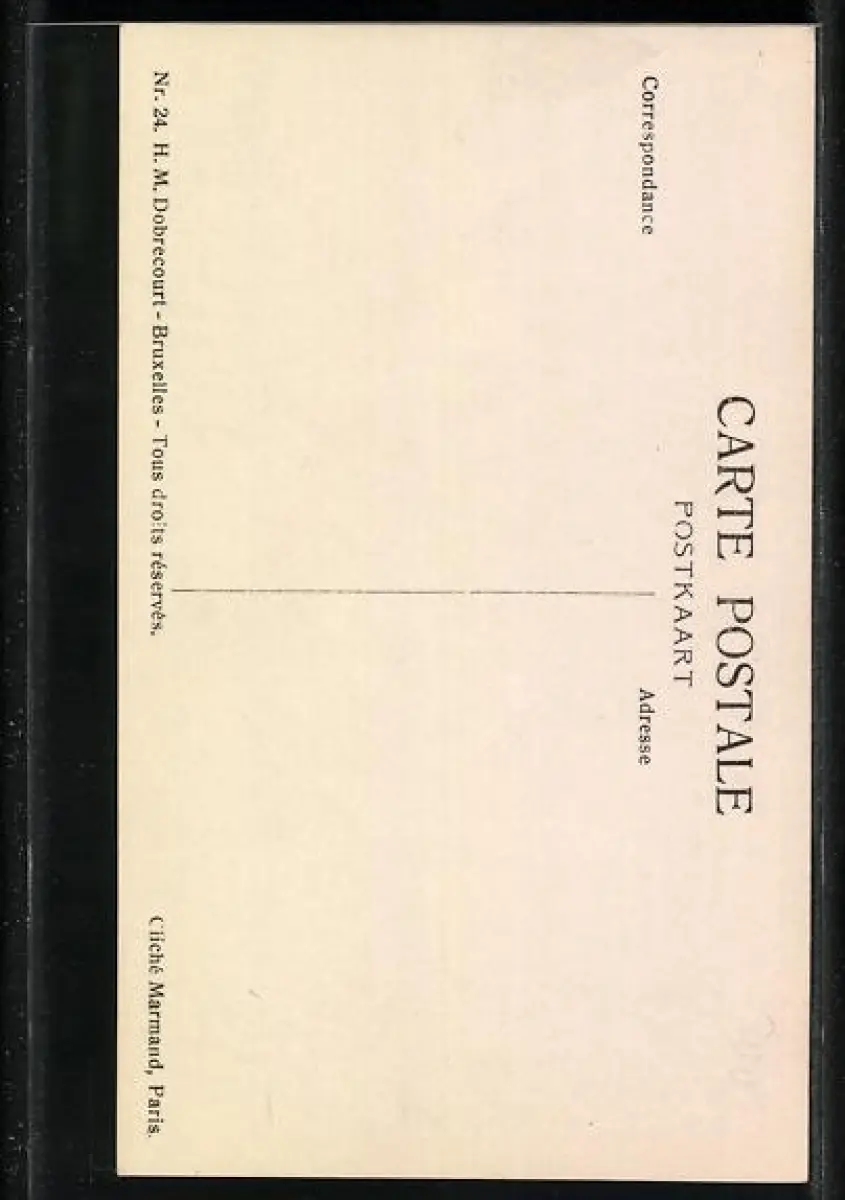 CARTE POSTALE
POSTKAART
Correspondance
Adresse
Nr. 24. H. M. Dobrecourt - Bruxelles - Tous droits réservés.
Cliché Marmand, Paris.